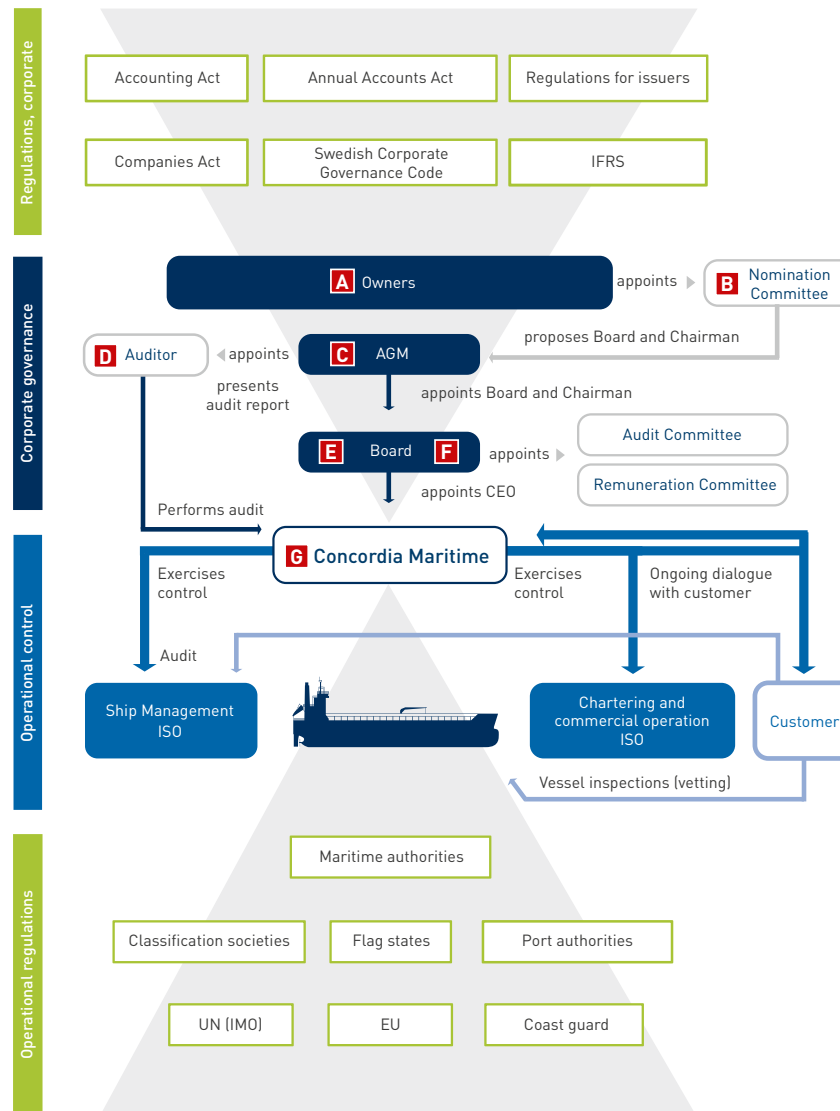 Regulations, corporate
Accounting Act
Annual Accounts Act
Regulations for issuers
Companies Act
Swedish Corporate
Governance Code
IFRS
Corporate governance
A Owners
appoints
B Nomination
Committee
proposes Board and Chairman
D Auditor
appoints
C AGM
presents
audit report
appoints Board and Chairman
E Board F
appoints
Audit Committee
Remuneration Committee
appoints CEO
Performs audit
Operational control
G Concordia Maritime
Exercises
control
Exercises
control
Ongoing dialogue
with customer
Audit
Ship Management
ISO
Chartering and
commercial operation
ISO
Customer
Vessel inspections (vetting)
Operational regulations
Maritime authorities
Classification societies
Flag states
Port authorities
UN (IMO)
EU
Coast guard